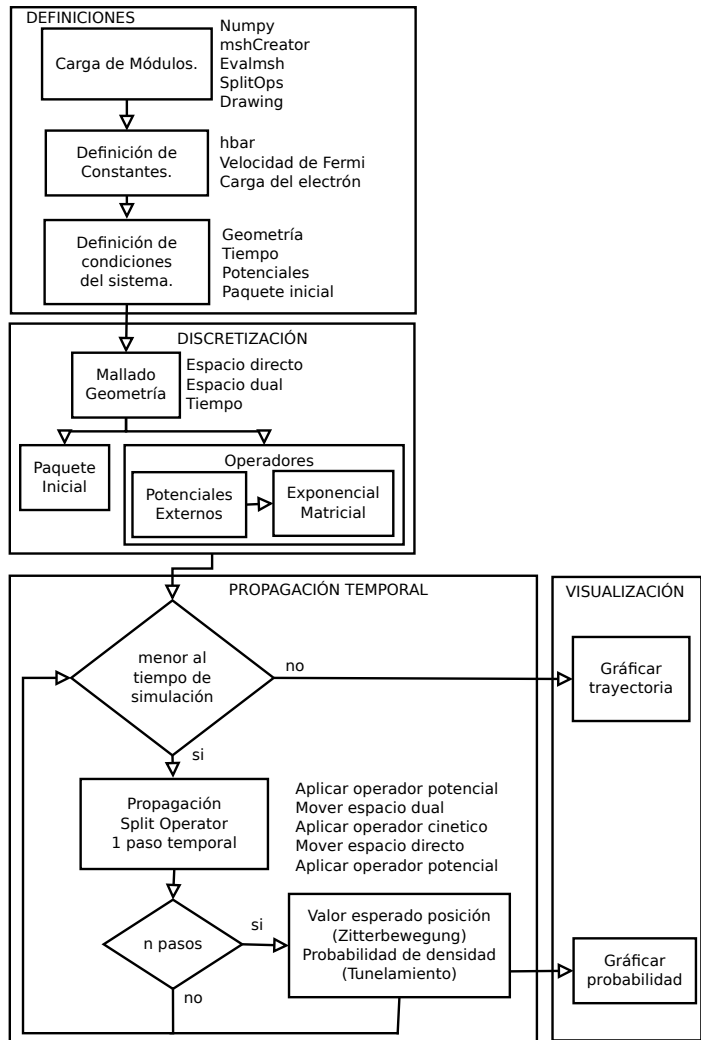 DEFINICIONES
Carga de Módulos.
Numpy
mshCreator
Evalmsh
SplitOps
Drawing
Definición de
Constantes.
hbar
Velocidad de Fermi
Carga del electrón
Definición de
condiciones
del sistema.
Geometría
Tiempo
Potenciales
Paquete inicial
DISCRETIZACIÓN
Mallado
Geometría
Espacio directo
Espacio dual
Tiempo
Paquete
Inicial
Operadores
Potenciales
Externos
Exponencial
Matricial
PROPAGACIÓN TEMPORAL
menor al
tiempo de
simulación
no
si
Propagación
Split Operator
1 paso temporal
Aplicar operador potencial
Mover espacio dual
Aplicar operador cinetico
Mover espacio directo
Aplicar operador potencial
n pasos
si
no
Valor esperado posición
(Zitterbewegung)
Probabilidad de densidad
(Tunelamiento)
VISUALIZACIÓN
Gráficar
trayectoria
Gráficar
probabilidad